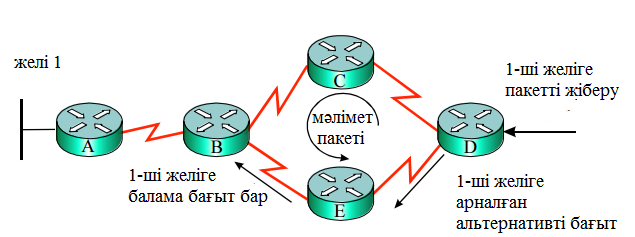 желі 1
A
B
C
D
E
мәлімет
пакеті
1-ші желіге
пакетті жіберу
1-ші желіге
балама бағыт бар
1-ші желіге
арналған
альтернативті бағыт